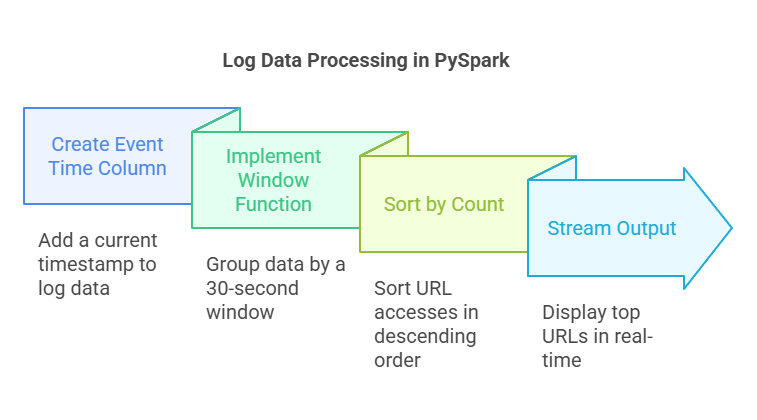 Log Data Processing in PySpark
Create Event
Time Column
Add a current
timestamp to
log data
Implement
Window
Function
Group data by a
30-second
window
Sort by Count
Sort URL
accesses in
descending
order
Stream Output
Display top
URLs in real-
time